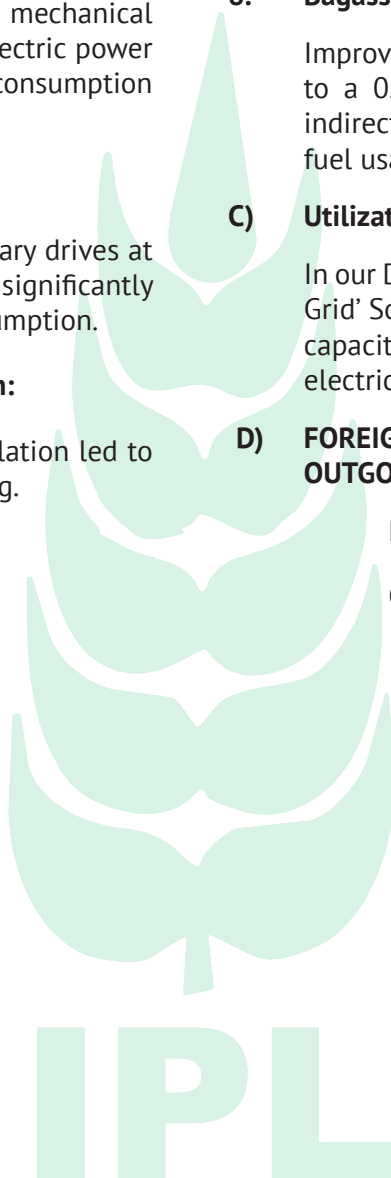 mechanical
ectric power
consumption
ary drives at
significantly
umption.
n:
lation led to
g.
Bagass
Improv
to a 0
indirect
fuel usa
C) Utilizat
In our D
Grid’ Sc
capacit
electric
D) FOREIG
OUTGO
IPL